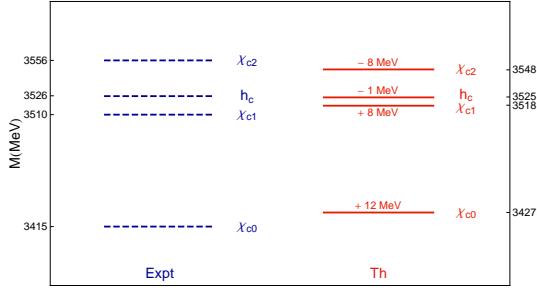 M(MeV)
3556
3526
3510
3415
χc2
hc
χc1
χc0
Expt
− 8 MeV
− 1 MeV
+ 8 MeV
+ 12 MeV
χc2
hc
χc1
χc0
Th
3548
3525
3518
3427